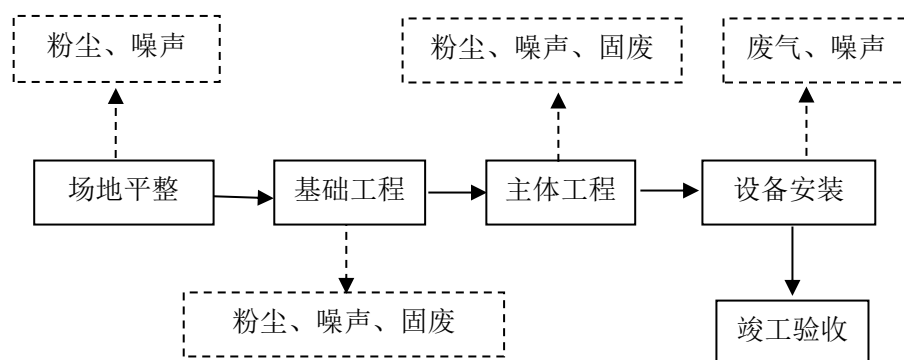 粉尘、噪声
粉尘、噪声、固废
废气、噪声
场地平整
基础工程
主体工程
设备安装
粉尘、噪声、固废
竣工验收